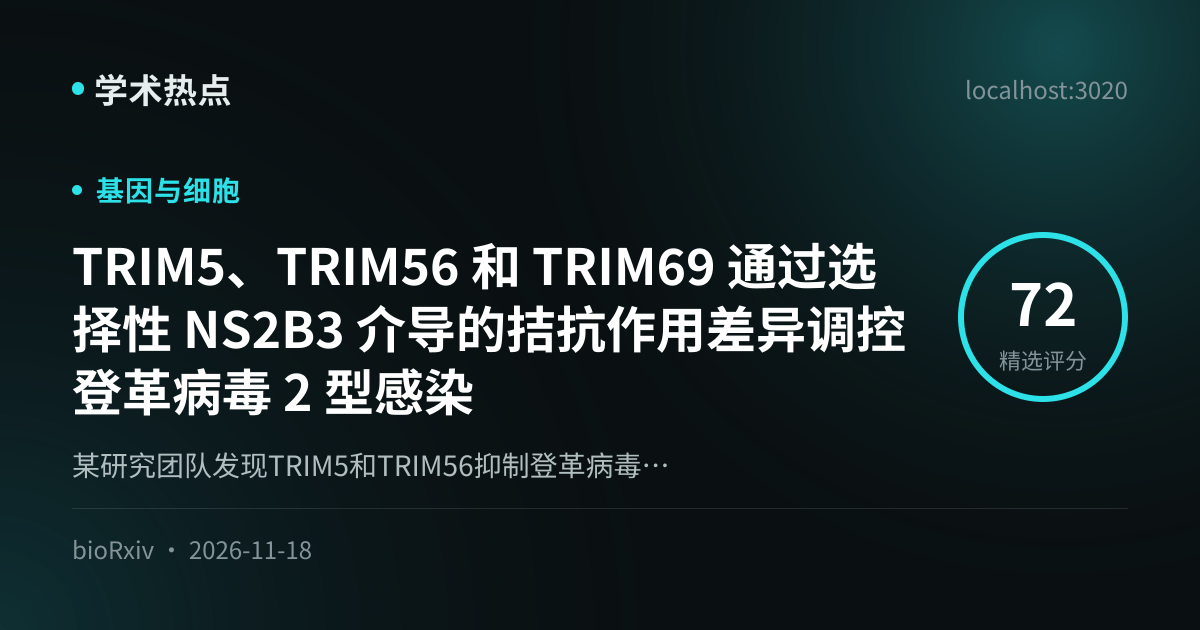 学术热点
localhost:3020
基因与细胞
TRIM5、TRIM56 和 TRIM69 通过选
择性 NS2B3 介导的拮抗作用差异调控
登革病毒 2 型感染
72
精选评分
某研究团队发现TRIM5和TRIM56抑制登革病毒…
bioRxiv · 2026-11-18